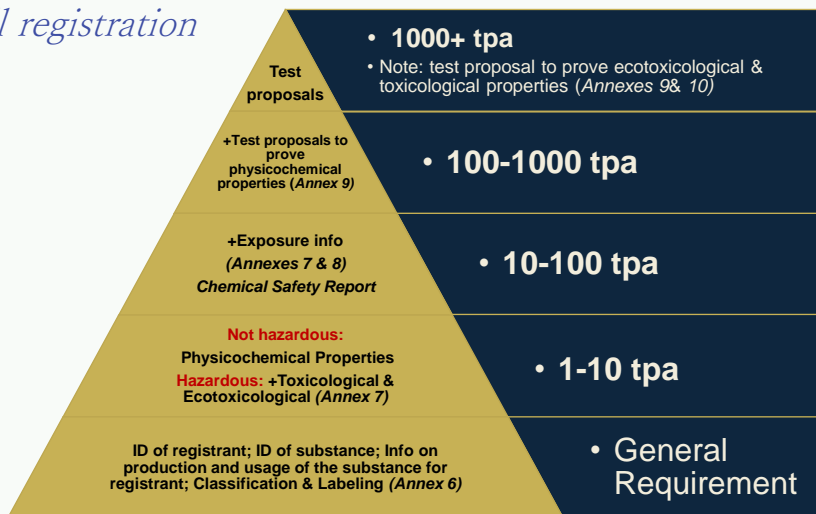 l registration
Test
proposals
• 1000+ tpa
• Note: test proposal to prove ecotoxicological &
toxicological properties (Annexes 9& 10)
+Test proposals to
prove
physicochemical
properties (Annex 9)
• 100-1000 tpa
+Exposure info
(Annexes 7 & 8)
Chemical Safety Report
• 10-100 tpa
Not hazardous:
Physicochemical Properties
Hazardous: +Toxicological &
Ecotoxicological (Annex 7)
• 1-10 tpa
ID of registrant; ID of substance; Info on
production and usage of the substance for
registrant; Classification & Labeling (Annex 6)
• General
Requirement